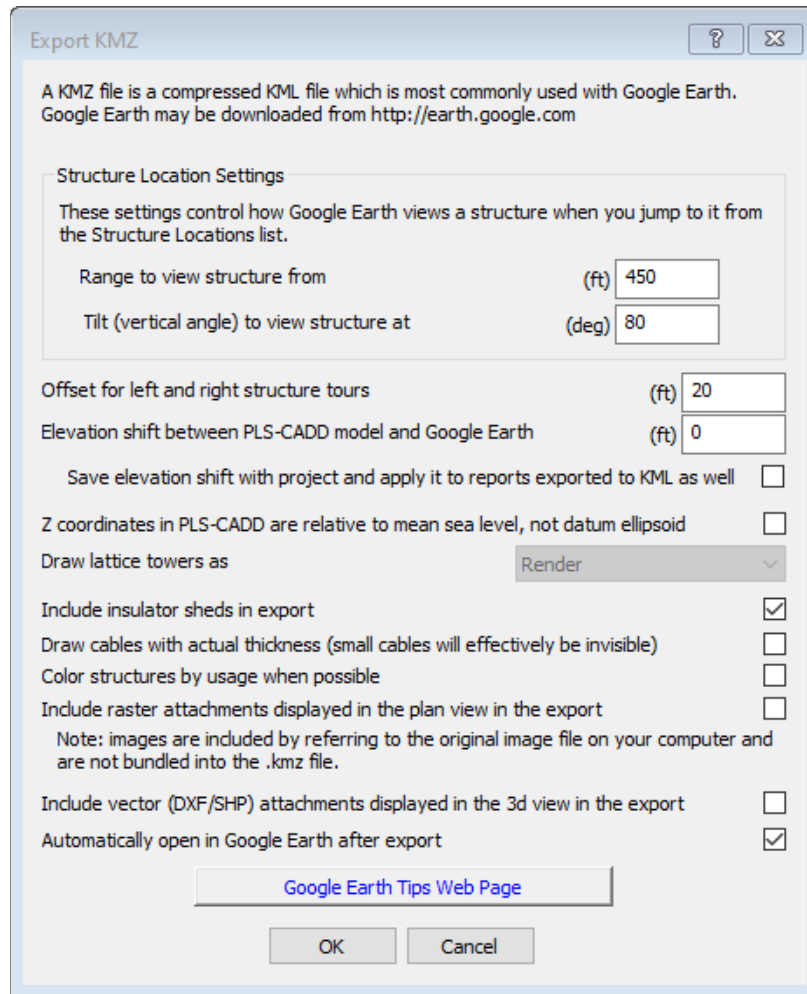 Export KMZ
A KMZ file is a compressed KML file which is most commonly used with Google Earth.
Google Earth may be downloaded from http://earth.google.com
Structure Location Settings
These settings control how Google Earth views a structure when you jump to it from
the Structure Locations list.
Range to view structure from (ft) 450
Tilt (vertical angle) to view structure at (deg) 80
Offset for left and right structure tours (ft) 20
Elevation shift between PLS-CADD model and Google Earth (ft) 0
Save elevation shift with project and apply it to reports exported to KML as well
Z coordinates in PLS-CADD are relative to mean sea level, not datum ellipsoid
Draw lattice towers as Render
Include insulator sheds in export
Draw cables with actual thickness (small cables will effectively be invisible)
Color structures by usage when possible
Include raster attachments displayed in the plan view in the export
Note: images are included by referring to the original image file on your computer and
are not bundled into the .kmz file.
Include vector (DXF/SHP) attachments displayed in the 3d view in the export
Automatically open in Google Earth after export
Google Earth Tips Web Page
OK Cancel